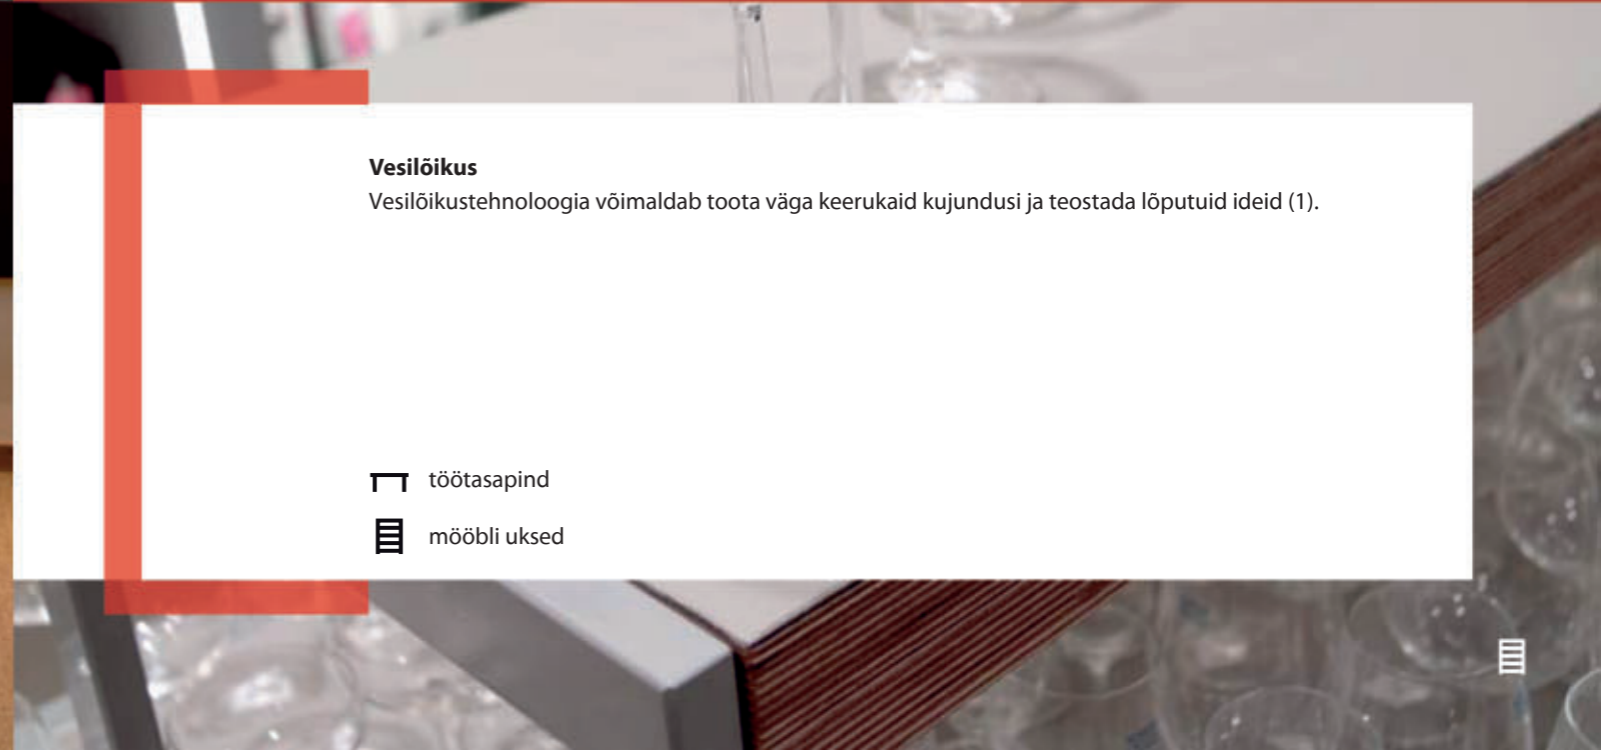 Vesilõikus
Vesilõikustehnoloogia võimaldab toota väga keerukaid kujundusi ja teostada lõputuid ideid (1).
töötasapind
mööbli uksed